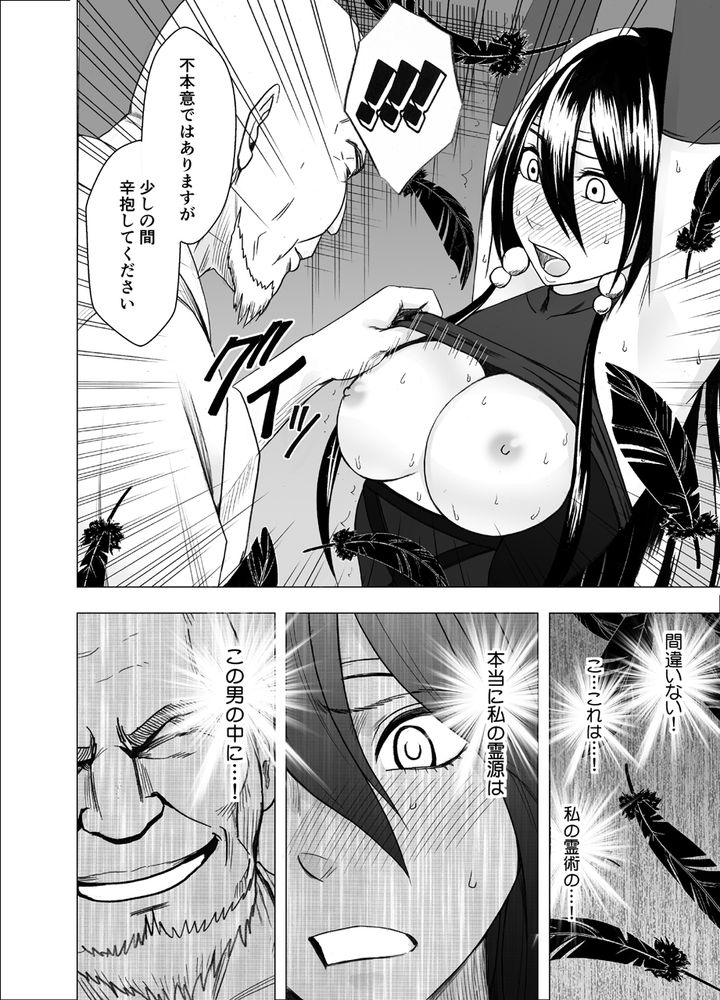 !!!!
不本意ではありますが
少しの間
辛抱してください
グイッ
間違いない!
こ…これは…!
私の霊術の…!
本当に私の霊源は
この男の中に…!